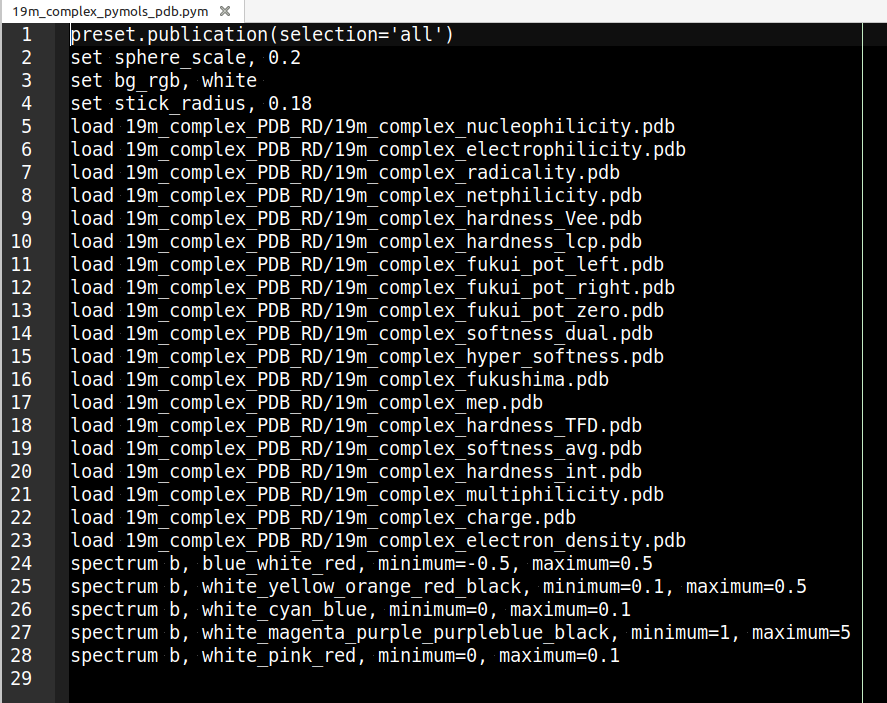 19m_complex_pymols_pdb.pym
1 preset.publication(selection='all')
2 set sphere_scale, 0.2
3 set bg_rgb, white
4 set stick_radius, 0.18
5 load 19m_complex_PDB_RD/19m_complex_nucleophilicity.pdb
6 load 19m_complex_PDB_RD/19m_complex_electrophilicity.pdb
7 load 19m_complex_PDB_RD/19m_complex_radicality.pdb
8 load 19m_complex_PDB_RD/19m_complex_netphilicity.pdb
9 load 19m_complex_PDB_RD/19m_complex_hardness_Vee.pdb
10 load 19m_complex_PDB_RD/19m_complex_hardness_lcp.pdb
11 load 19m_complex_PDB_RD/19m_complex_fukui_pot_left.pdb
12 load 19m_complex_PDB_RD/19m_complex_fukui_pot_right.pdb
13 load 19m_complex_PDB_RD/19m_complex_fukui_pot_zero.pdb
14 load 19m_complex_PDB_RD/19m_complex_softness_dual.pdb
15 load 19m_complex_PDB_RD/19m_complex_hyper_softness.pdb
16 load 19m_complex_PDB_RD/19m_complex_fukushima.pdb
17 load 19m_complex_PDB_RD/19m_complex_mep.pdb
18 load 19m_complex_PDB_RD/19m_complex_hardness_TFD.pdb
19 load 19m_complex_PDB_RD/19m_complex_softness_avg.pdb
20 load 19m_complex_PDB_RD/19m_complex_hardness_int.pdb
21 load 19m_complex_PDB_RD/19m_complex_multiphilicity.pdb
22 load 19m_complex_PDB_RD/19m_complex_charge.pdb
23 load 19m_complex_PDB_RD/19m_complex_electron_density.pdb
24 spectrum b, blue_white_red, minimum=-0.5, maximum=0.5
25 spectrum b, white_yellow_orange_red_black, minimum=0.1, maximum=0.5
26 spectrum b, white_cyan_blue, minimum=0, maximum=0.1
27 spectrum b, white_magenta_purple_purpleblue_black, minimum=1, maximum=5
28 spectrum b, white_pink_red, minimum=0, maximum=0.1
29